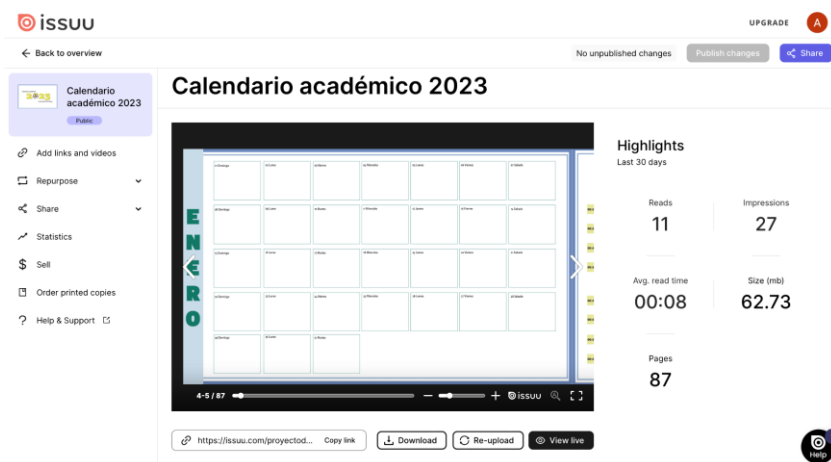 issuu
UPGRADE
A
Back to overview
No unpublished changes
Publish changes
Share
2023
Calendario
académico 2023
Public
Add links and videos
Repurpose
Share
Statistics
Sell
Order printed copies
Help & Support
Calendario académico 2023
ENERO
4-5 / 87
issuu
https://issuu.com/proyectod...
Copy link
Download
Re-upload
View live
Highlights
Last 30 days
Reads
11
Impressions
27
Avg. read time
00:08
Size (mb)
62.73
Pages
87
Help